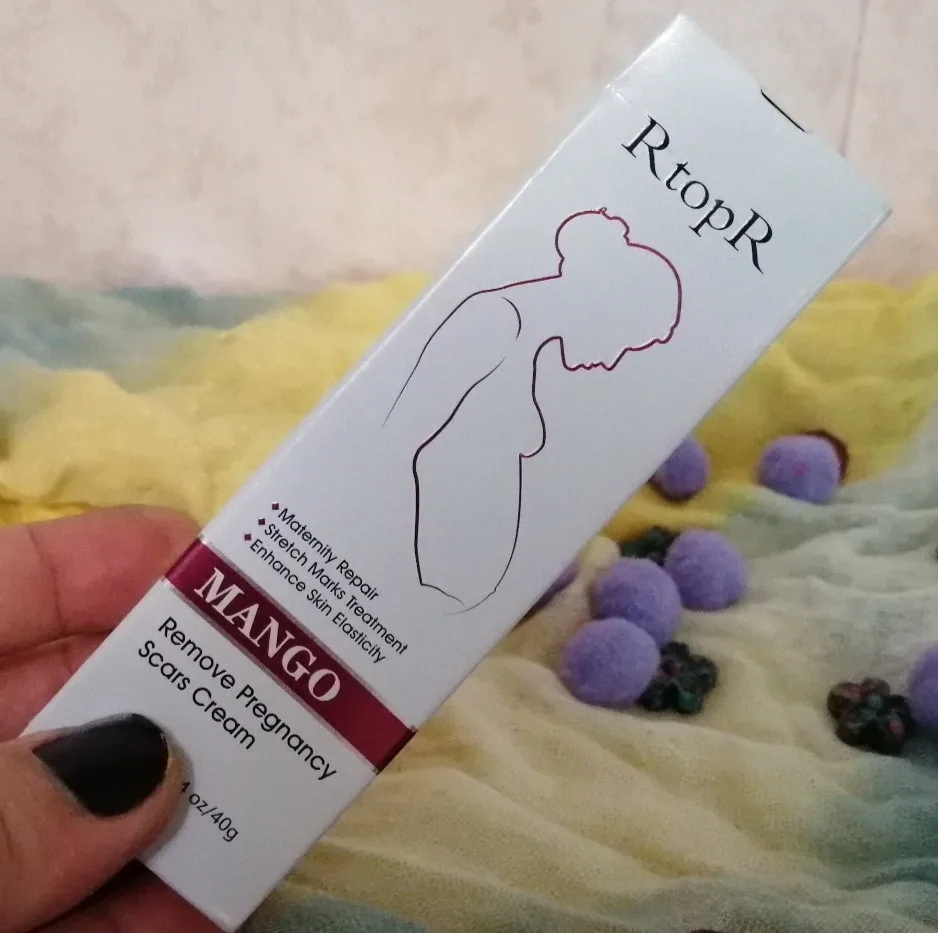 RtopR
Maternity Repair
Stretch Marks Treatment
Enhance Skin Elasticity
MANGO
Remove Pregnancy
Scars Cream
oz/40g